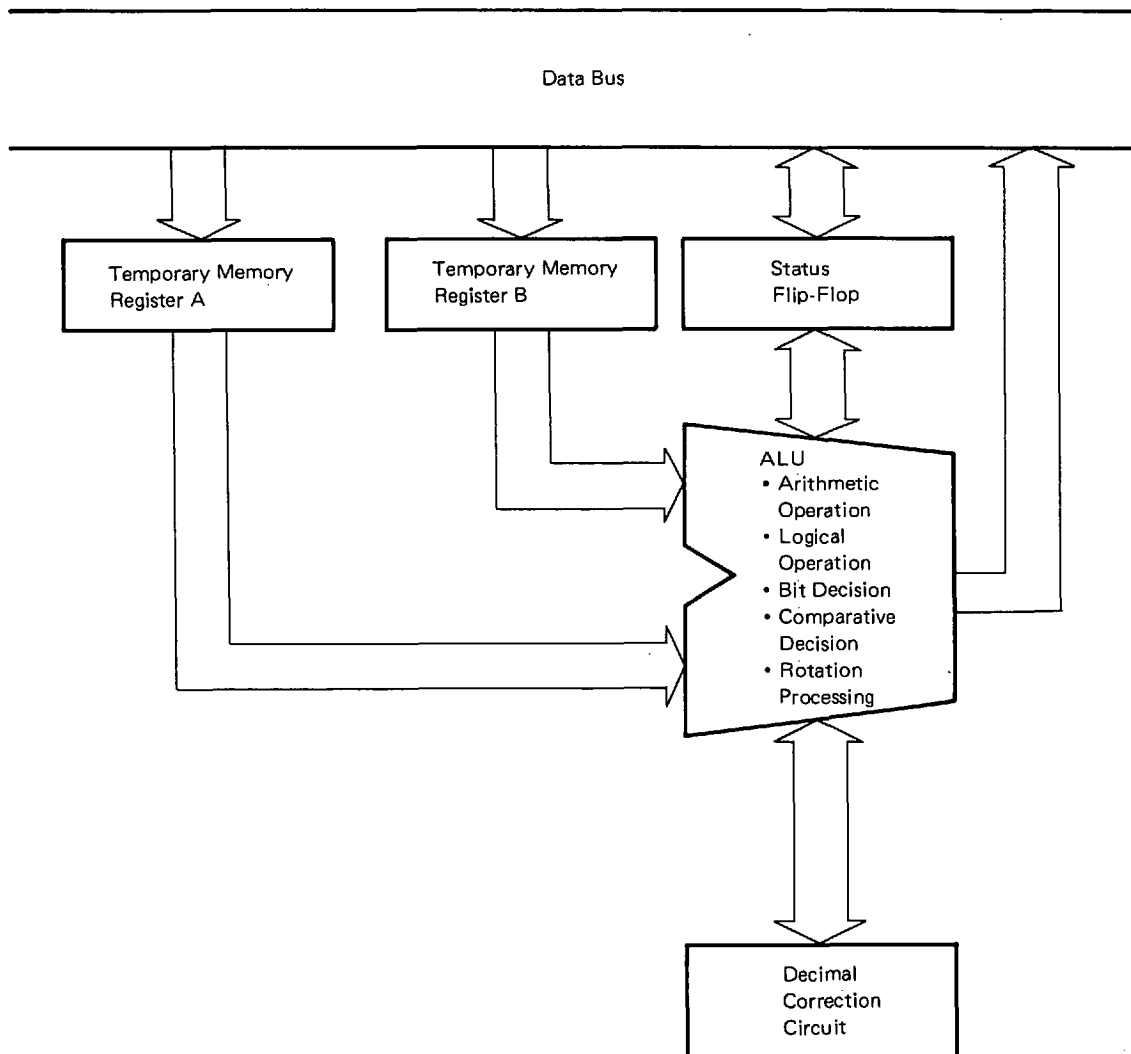 Data Bus
Temporary Memory
Register A
Temporary Memory
Register B
Status
Flip-Flop
ALU
• Arithmetic
Operation
• Logical
Operation
• Bit Decision
• Comparative
Decision
• Rotation
Processing
Decimal
Correction
Circuit